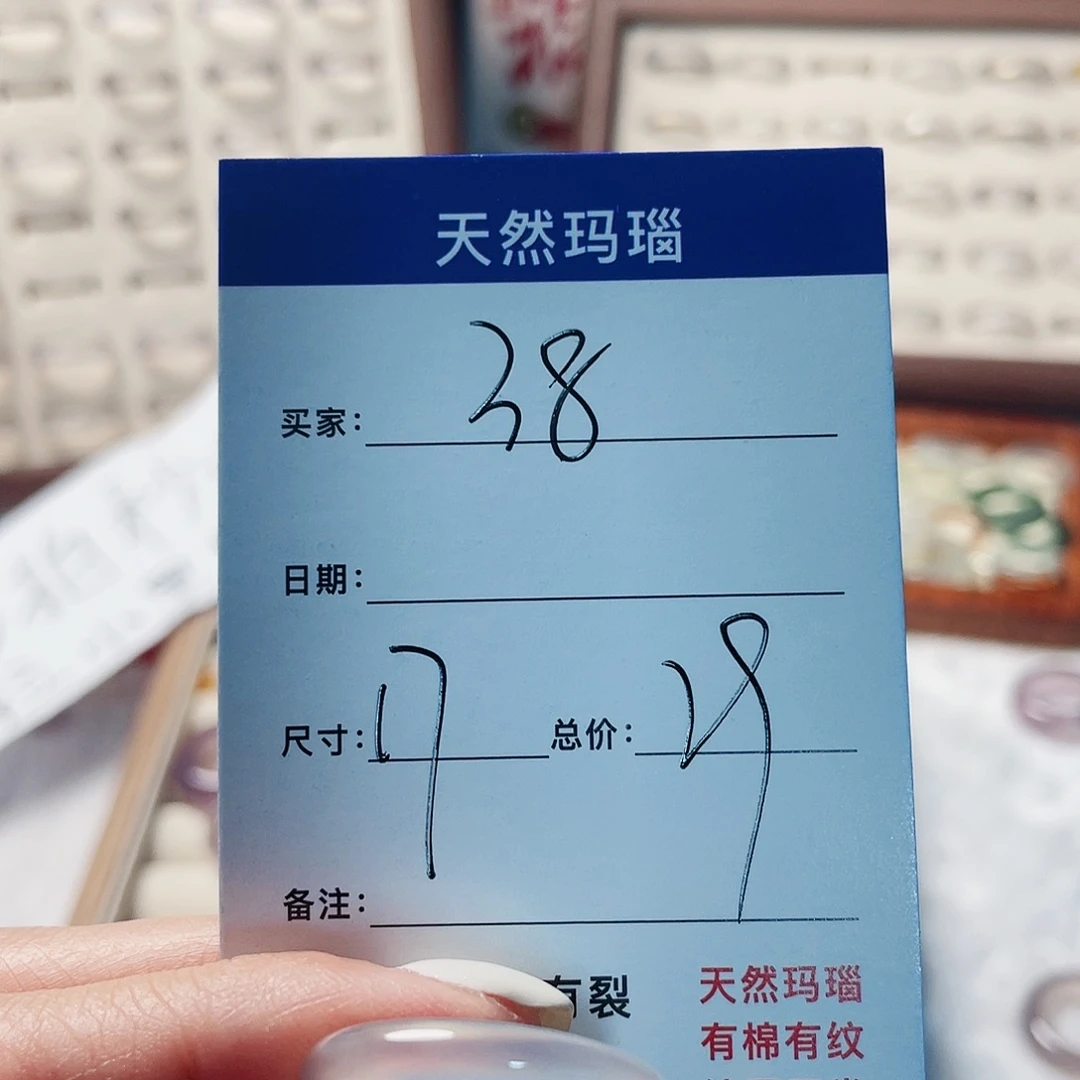 天然玛瑙
买家：38
日期：
尺寸：17 总价：29
备注：
有裂
天然玛瑙
有棉有纹